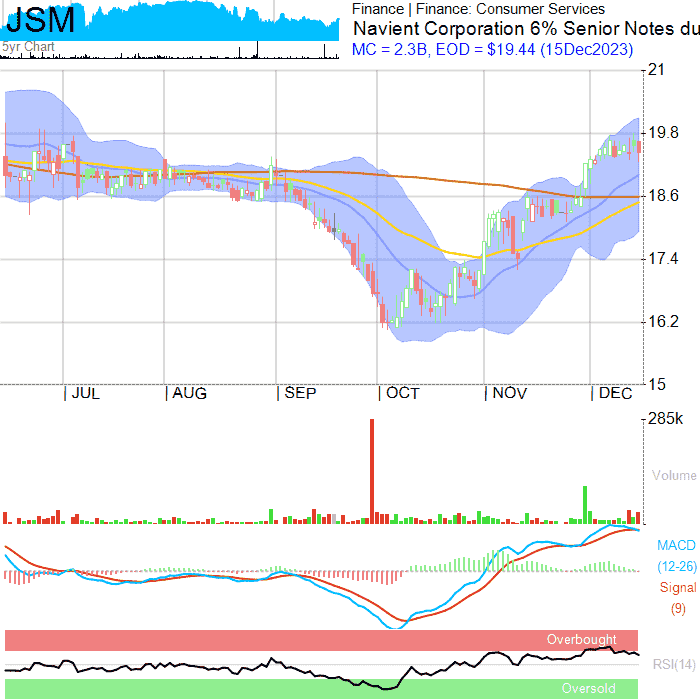 JSM
5yr Chart
Finance | Finance: Consumer Services
Navient Corporation 6% Senior Notes du
MC = 2.3B, EOD = $19.44 (15Dec2023)
21
19.8
18.6
17.4
16.2
15
JUL AUG SEP OCT NOV DEC
285k
Volume
MACD
(12-26)
Signal
(9)
Overbought
RSI(14)
Oversold